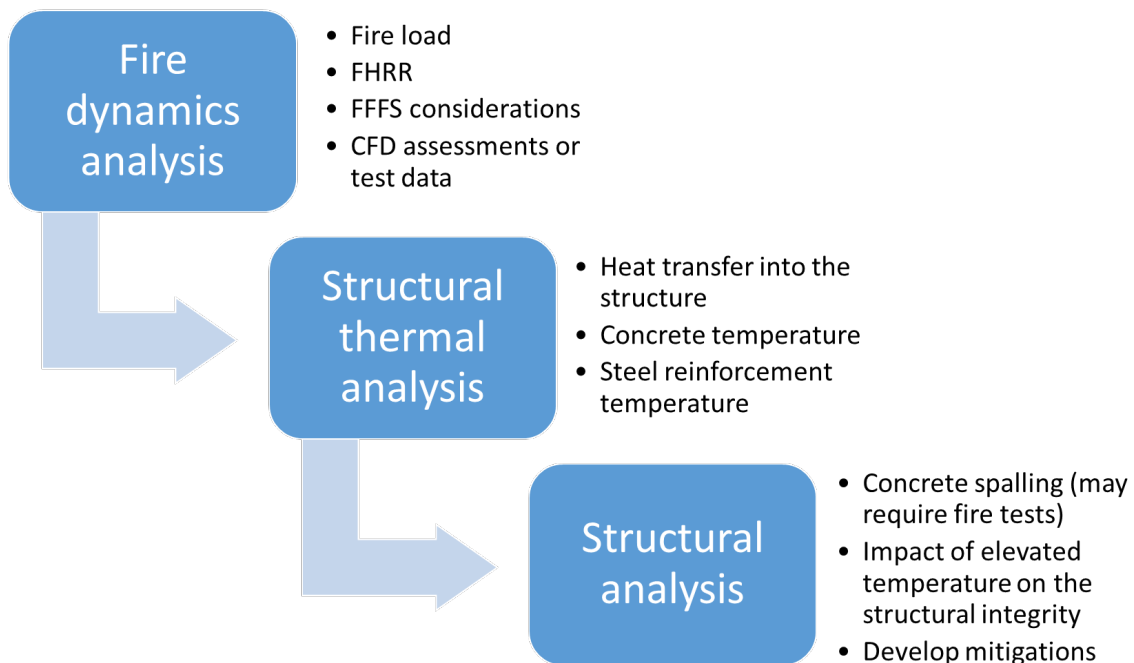 Fire
dynamics
analysis
• Fire load
• FHRR
• FFFS considerations
• CFD assessments or
test data
Structural
thermal
analysis
• Heat transfer into the
structure
• Concrete temperature
• Steel reinforcement
temperature
Structural
analysis
• Concrete spalling (may
require fire tests)
• Impact of elevated
temperature on the
structural integrity
• Develop mitigations